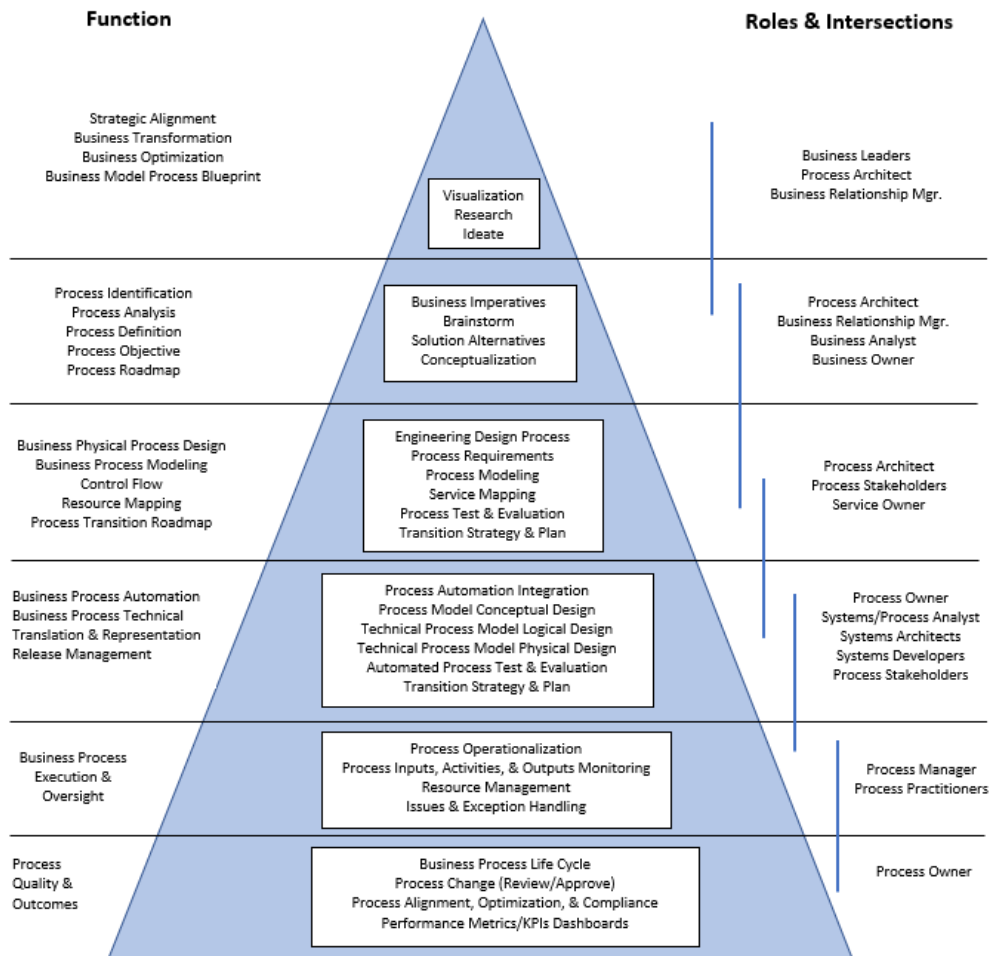 Function
Roles & Intersections
Strategic Alignment
Business Transformation
Business Optimization
Business Model Process Blueprint
Visualization
Research
Ideate
Business Leaders
Process Architect
Business Relationship Mgr.
Process Identification
Process Analysis
Process Definition
Process Objective
Process Roadmap
Business Imperatives
Brainstorm
Solution Alternatives
Conceptualization
Process Architect
Business Relationship Mgr.
Business Analyst
Business Owner
Business Physical Process Design
Business Process Modeling
Control Flow
Resource Mapping
Process Transition Roadmap
Engineering Design Process
Process Requirements
Process Modeling
Service Mapping
Process Test & Evaluation
Transition Strategy & Plan
Process Architect
Process Stakeholders
Service Owner
Business Process Automation
Business Process Technical
Translation & Representation
Release Management
Process Automation Integration
Process Model Conceptual Design
Technical Process Model Logical Design
Technical Process Model Physical Design
Automated Process Test & Evaluation
Transition Strategy & Plan
Process Owner
Systems/Process Analyst
Systems Architects
Systems Developers
Process Stakeholders
Business Process
Execution &
Oversight
Process Operationalization
Process Inputs, Activities, & Outputs Monitoring
Resource Management
Issues & Exception Handling
Process Manager
Process Practitioners
Process
Quality &
Outcomes
Business Process Life Cycle
Process Change (Review/Approve)
Process Alignment, Optimization, & Compliance
Performance Metrics/KPIs Dashboards
Process Owner